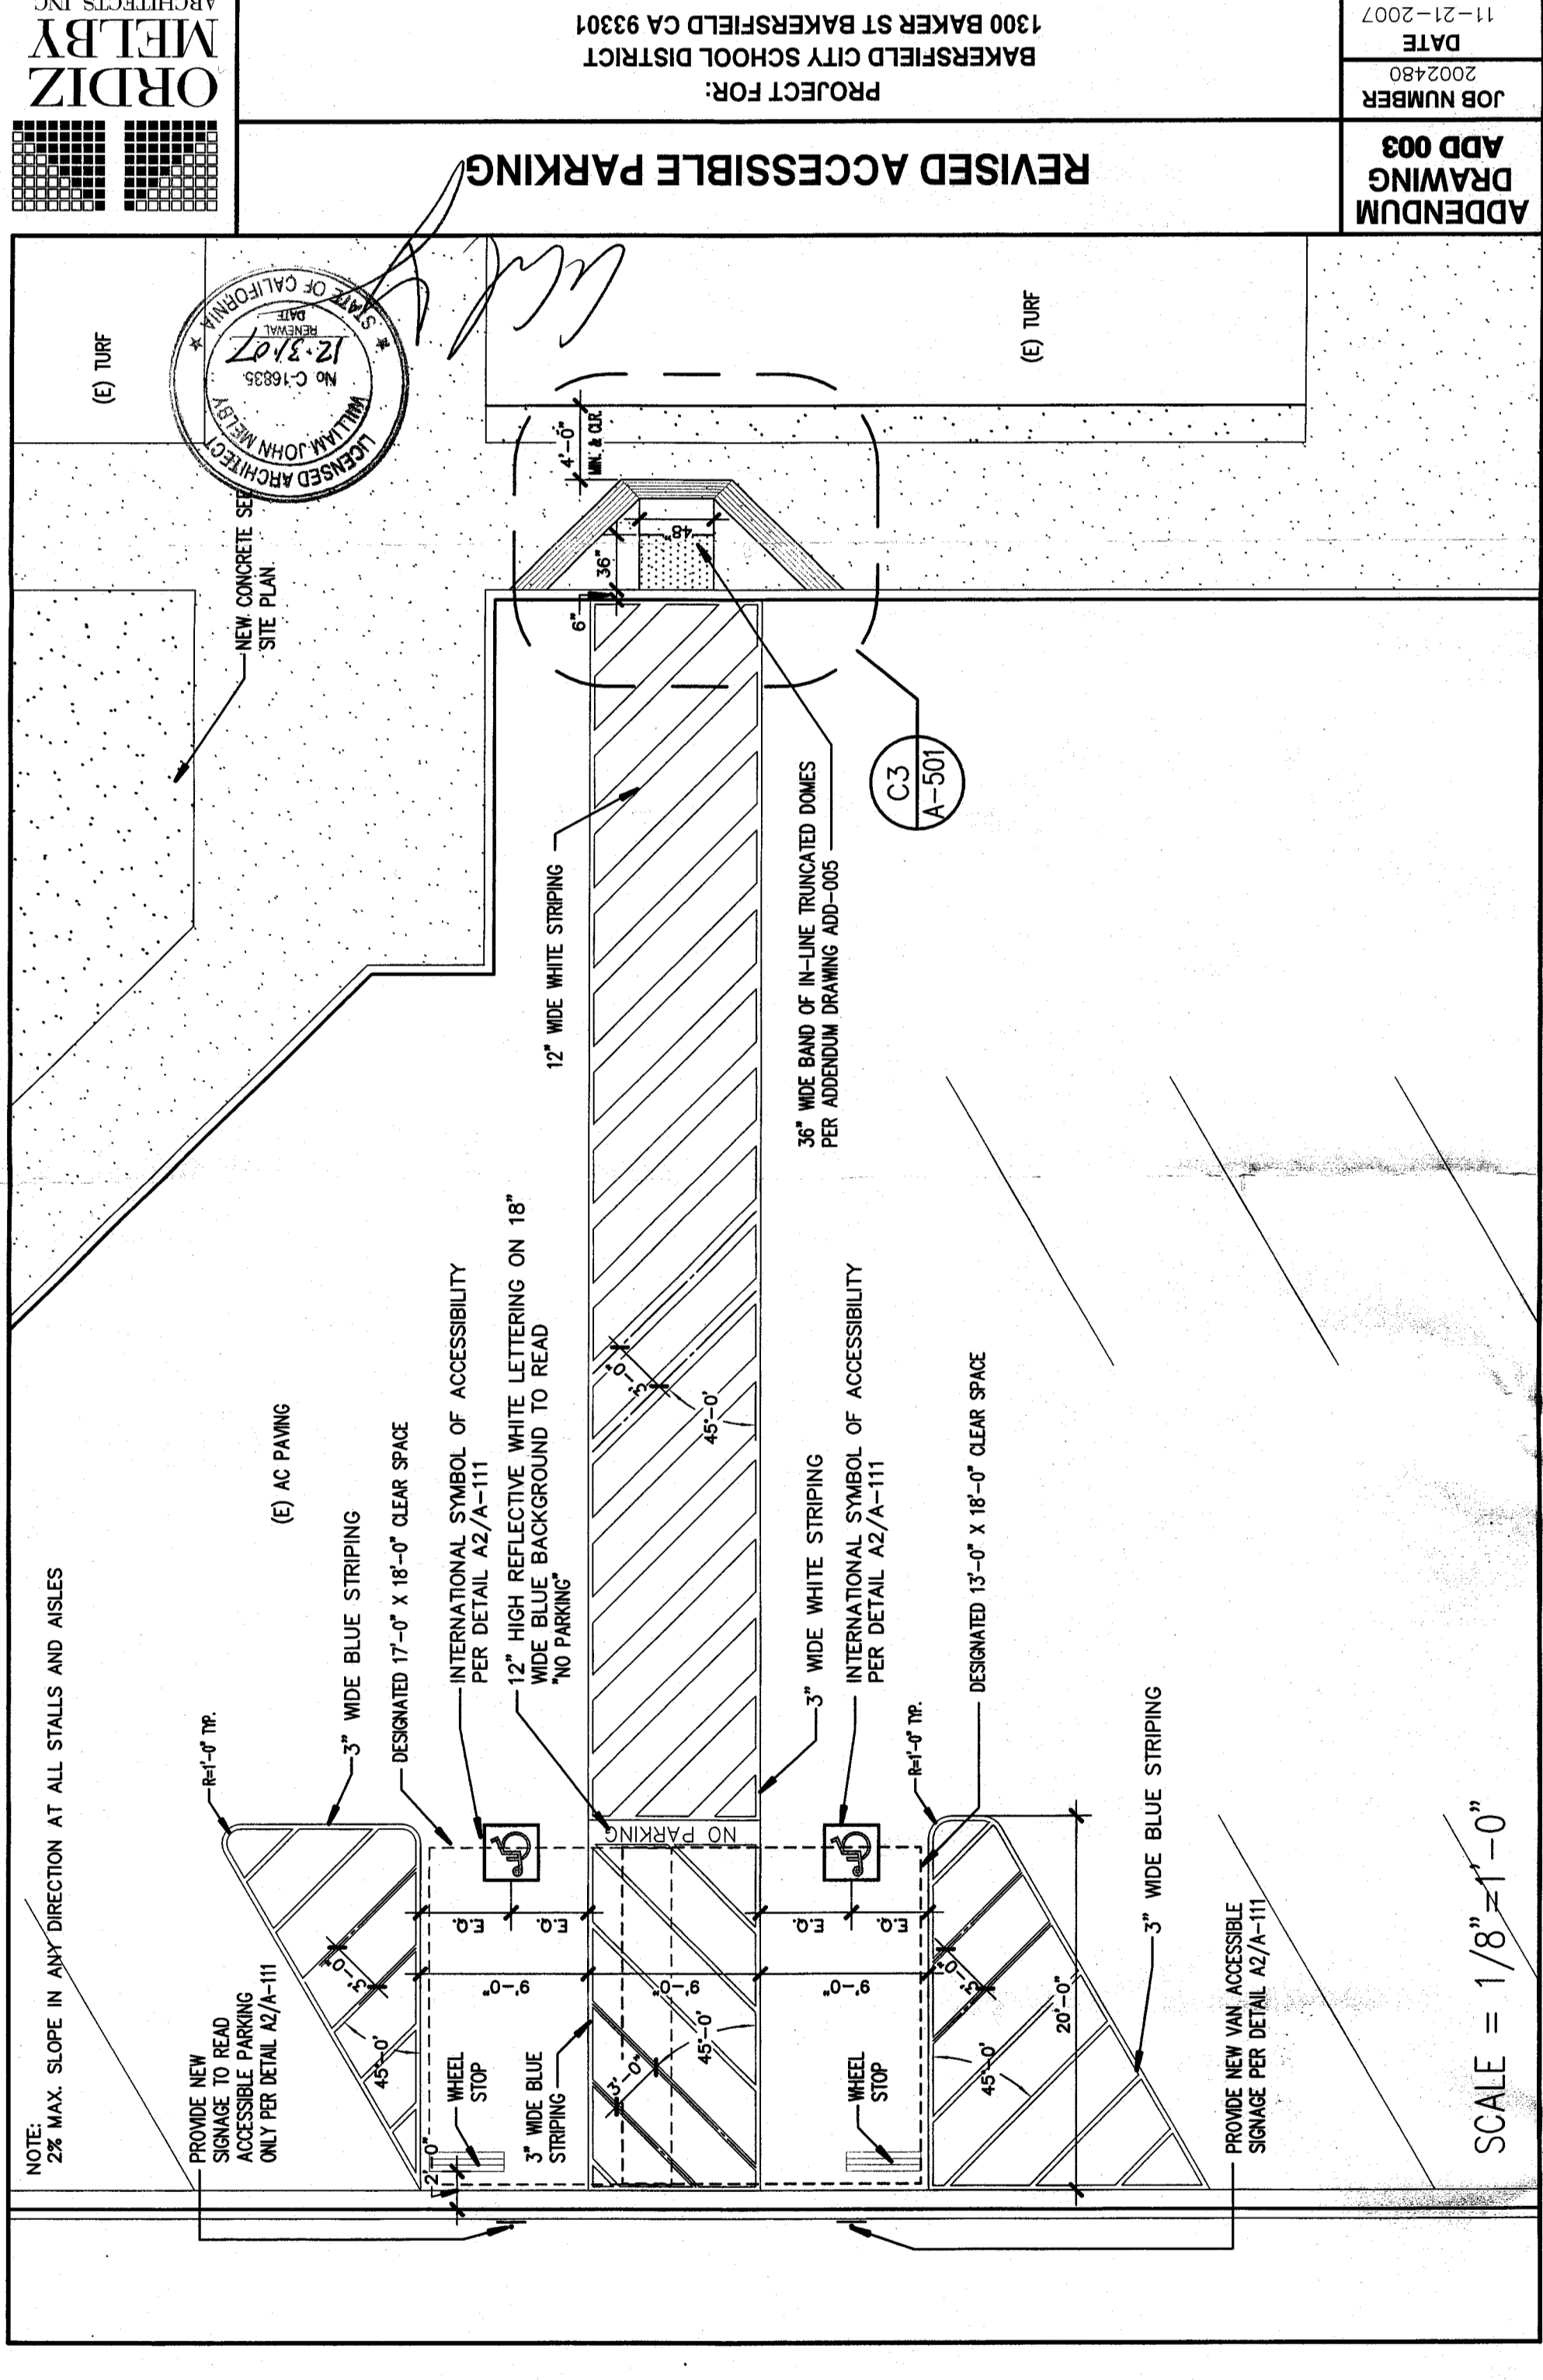 NOTE:
2% MAX. SLOPE IN ANY DIRECTION AT ALL STALLS AND AISLES
PROVIDE NEW
SIGNAGE TO READ
ACCESSIBLE PARKING
ONLY PER DETAIL A2/A-111
R=1'-0" TYP.
3" WIDE BLUE STRIPING
(E) AC PAVING
DESIGNATED 17'-0" X 18'-0" CLEAR SPACE
INTERNATIONAL SYMBOL OF ACCESSIBILITY
PER DETAIL A2/A-111
12" HIGH REFLECTIVE WHITE LETTERING ON 18"
WIDE BLUE BACKGROUND TO READ
"NO PARKING"
NEW CONCRETE SEE
SITE PLAN
(E) TURF
45°-0'
3'-0"
2'-0"
WHEEL
STOP
EQ.
EQ.
9'-0"
3" WIDE BLUE
STRIPING
3'-0"
45°-0'
9'-0"
NO PARKING
12" WIDE WHITE STRIPING
3'-0"
45°-0'
6"
36"
48"
4'-0"
MIN. & CLR.
WHEEL
STOP
EQ.
EQ.
9'-0"
3" WIDE WHITE STRIPING
INTERNATIONAL SYMBOL OF ACCESSIBILITY
PER DETAIL A2/A-111
36" WIDE BAND OF IN-LINE TRUNCATED DOMES
PER ADDENDUM DRAWING ADD-005
C3
A-501
R=1'-0" TYP.
DESIGNATED 13'-0" X 18'-0" CLEAR SPACE
45°-0'
3'-0"
20'-0"
3" WIDE BLUE STRIPING
(E) TURF
PROVIDE NEW VAN ACCESSIBLE
SIGNAGE PER DETAIL A2/A-111
SCALE = 1/8"=1'-0"
LICENSED ARCHITECT
WILLIAM JOHN MELBY
No C-16835
12·31·07
RENEWAL
DATE
STATE OF CALIFORNIA
ADDENDUM
DRAWING
ADD 003
REVISED ACCESSIBLE PARKING
JOB NUMBER
2002480
DATE
11-21-2007
PROJECT FOR:
BAKERSFIELD CITY SCHOOL DISTRICT
1300 BAKER ST BAKERSFIELD CA 93301
ORDIZ
MELBY
ARCHITECTS INC